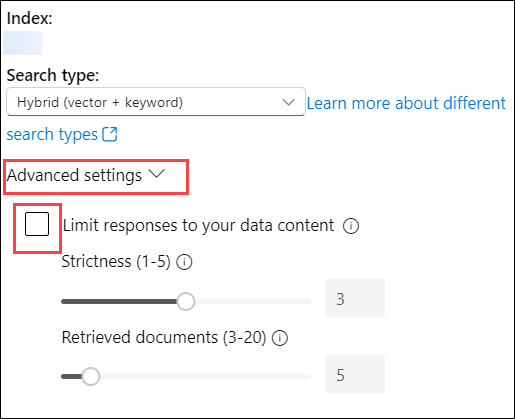 Index:
Search type:
Hybrid (vector + keyword) Learn more about different
search types
Advanced settings
Limit responses to your data content
Strictness (1-5)
3
Retrieved documents (3-20)
5